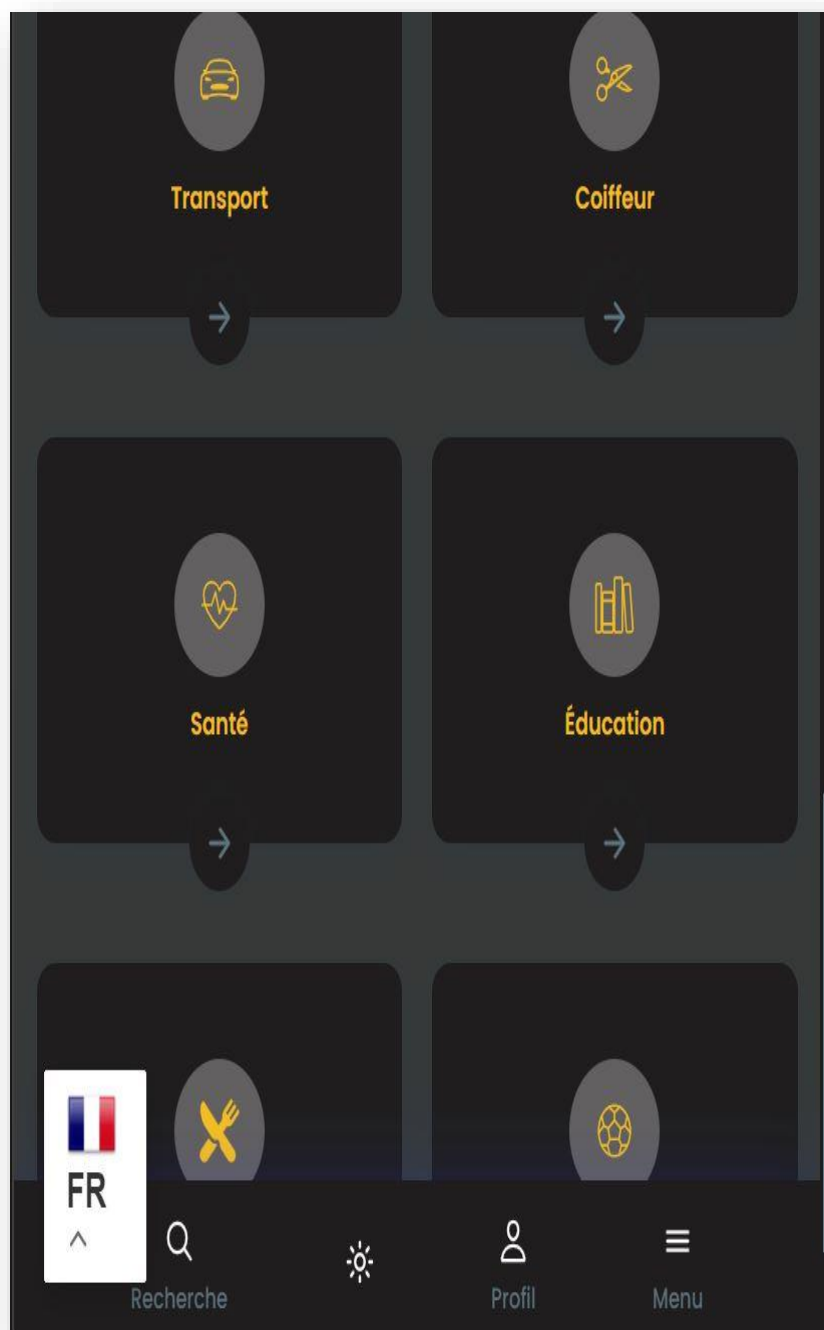 Transport
Coiffeur
Santé
Éducation
FR
Recherche
Profil
Menu